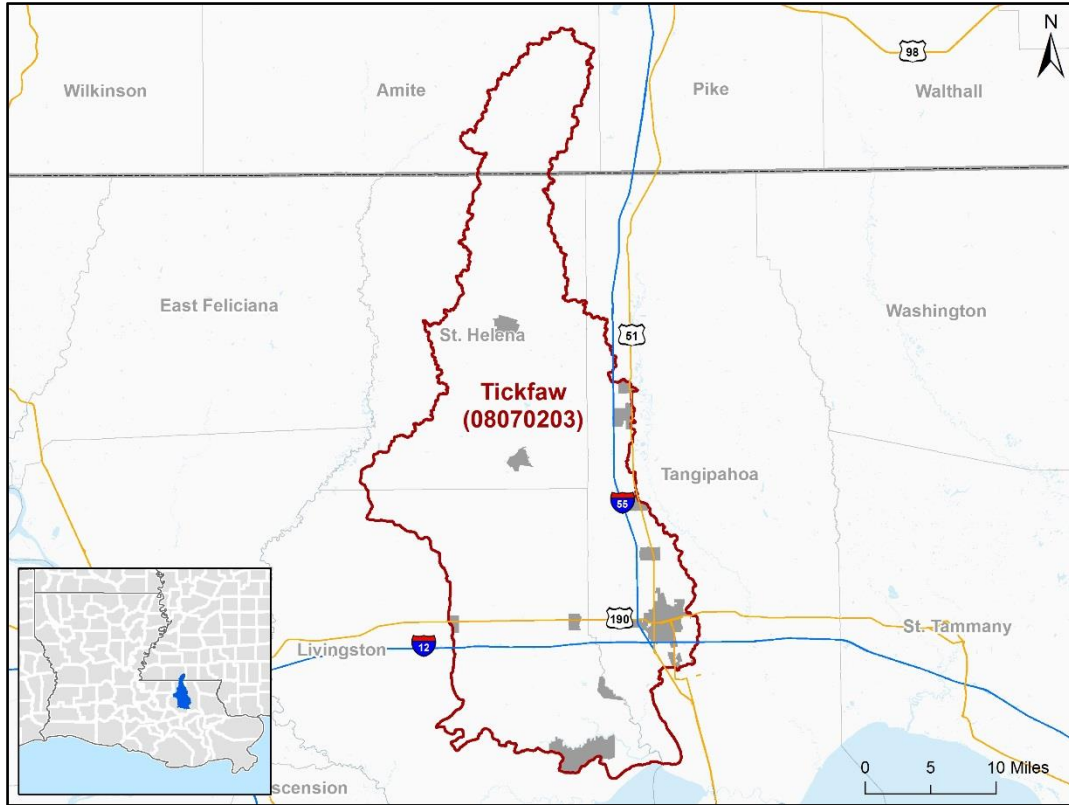 N
98
Wilkinson
Amite
Pike
Walthall
East Feliciana
Washington
St. Helena
51
Tickfaw
(08070203)
Tangipahoa
55
190
St. Tammany
12
Livingston
scension
0 5 10 Miles